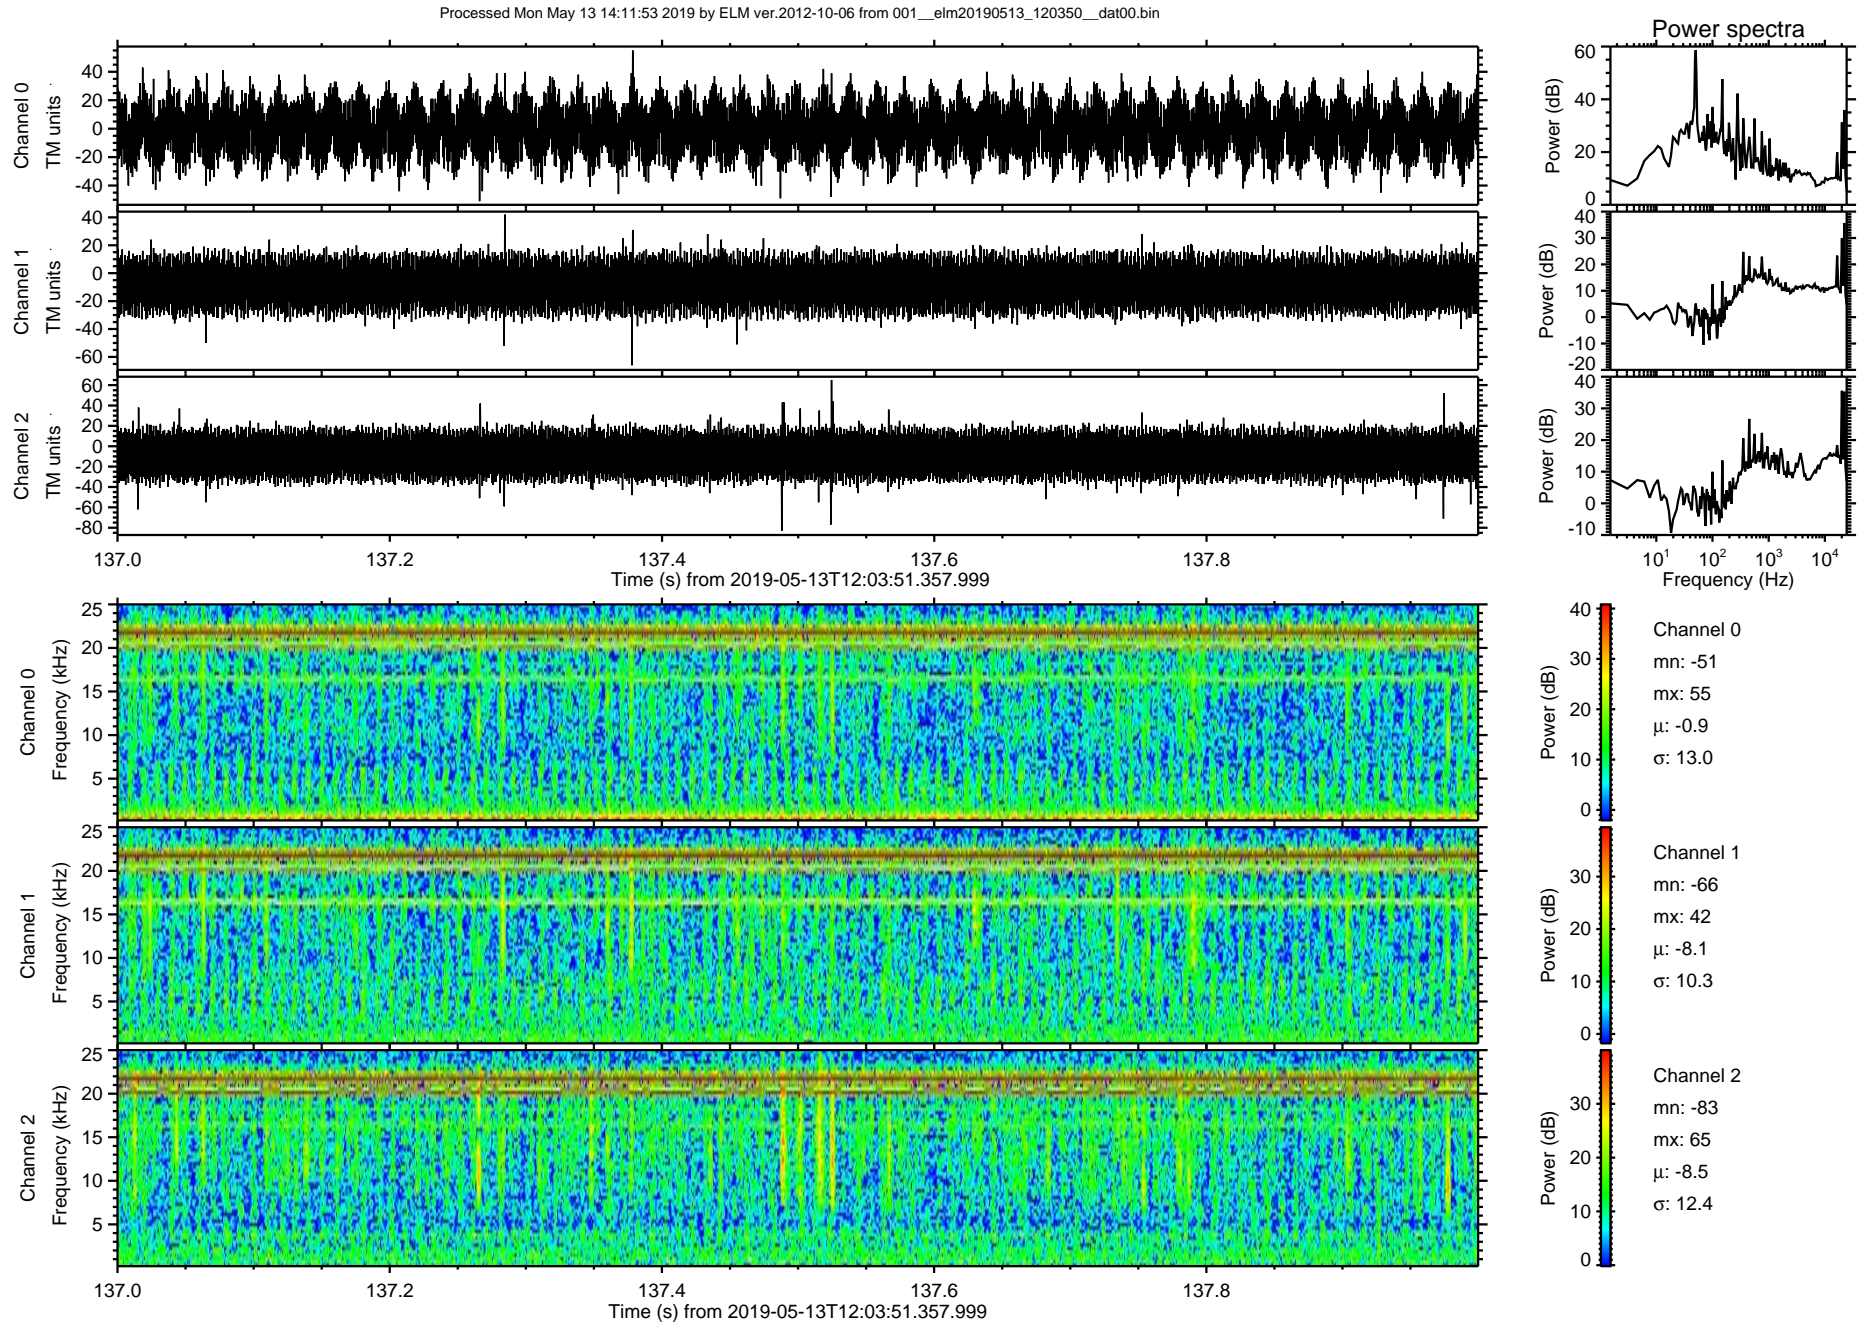 Processed Mon May 13 14:11:53 2019 by ELM ver.2012-10-06 from 001__elm20190513_120350__dat00.bin
Power spectra
Channel 0
TM units
40
20
0
-20
-40
Power (dB)
60
40
20
0
Channel 1
TM units
40
20
0
-20
-40
-60
Power (dB)
40
30
20
10
0
-10
-20
Channel 2
TM units
60
40
20
0
-20
-40
-60
-80
Power (dB)
40
30
20
10
0
-10
137.0 137.2 137.4 137.6 137.8
Time (s) from 2019-05-13T12:03:51.357.999
10¹ 10² 10³ 10⁴
Frequency (Hz)
Channel 0
Frequency (kHz)
25
20
15
10
5
Power (dB)
40
30
20
10
0
Channel 0
mn: -51
mx: 55
μ: -0.9
σ: 13.0
Channel 1
Frequency (kHz)
25
20
15
10
5
Power (dB)
30
20
10
0
Channel 1
mn: -66
mx: 42
μ: -8.1
σ: 10.3
Channel 2
Frequency (kHz)
25
20
15
10
5
Power (dB)
30
20
10
0
Channel 2
mn: -83
mx: 65
μ: -8.5
σ: 12.4
137.0 137.2 137.4 137.6 137.8
Time (s) from 2019-05-13T12:03:51.357.999